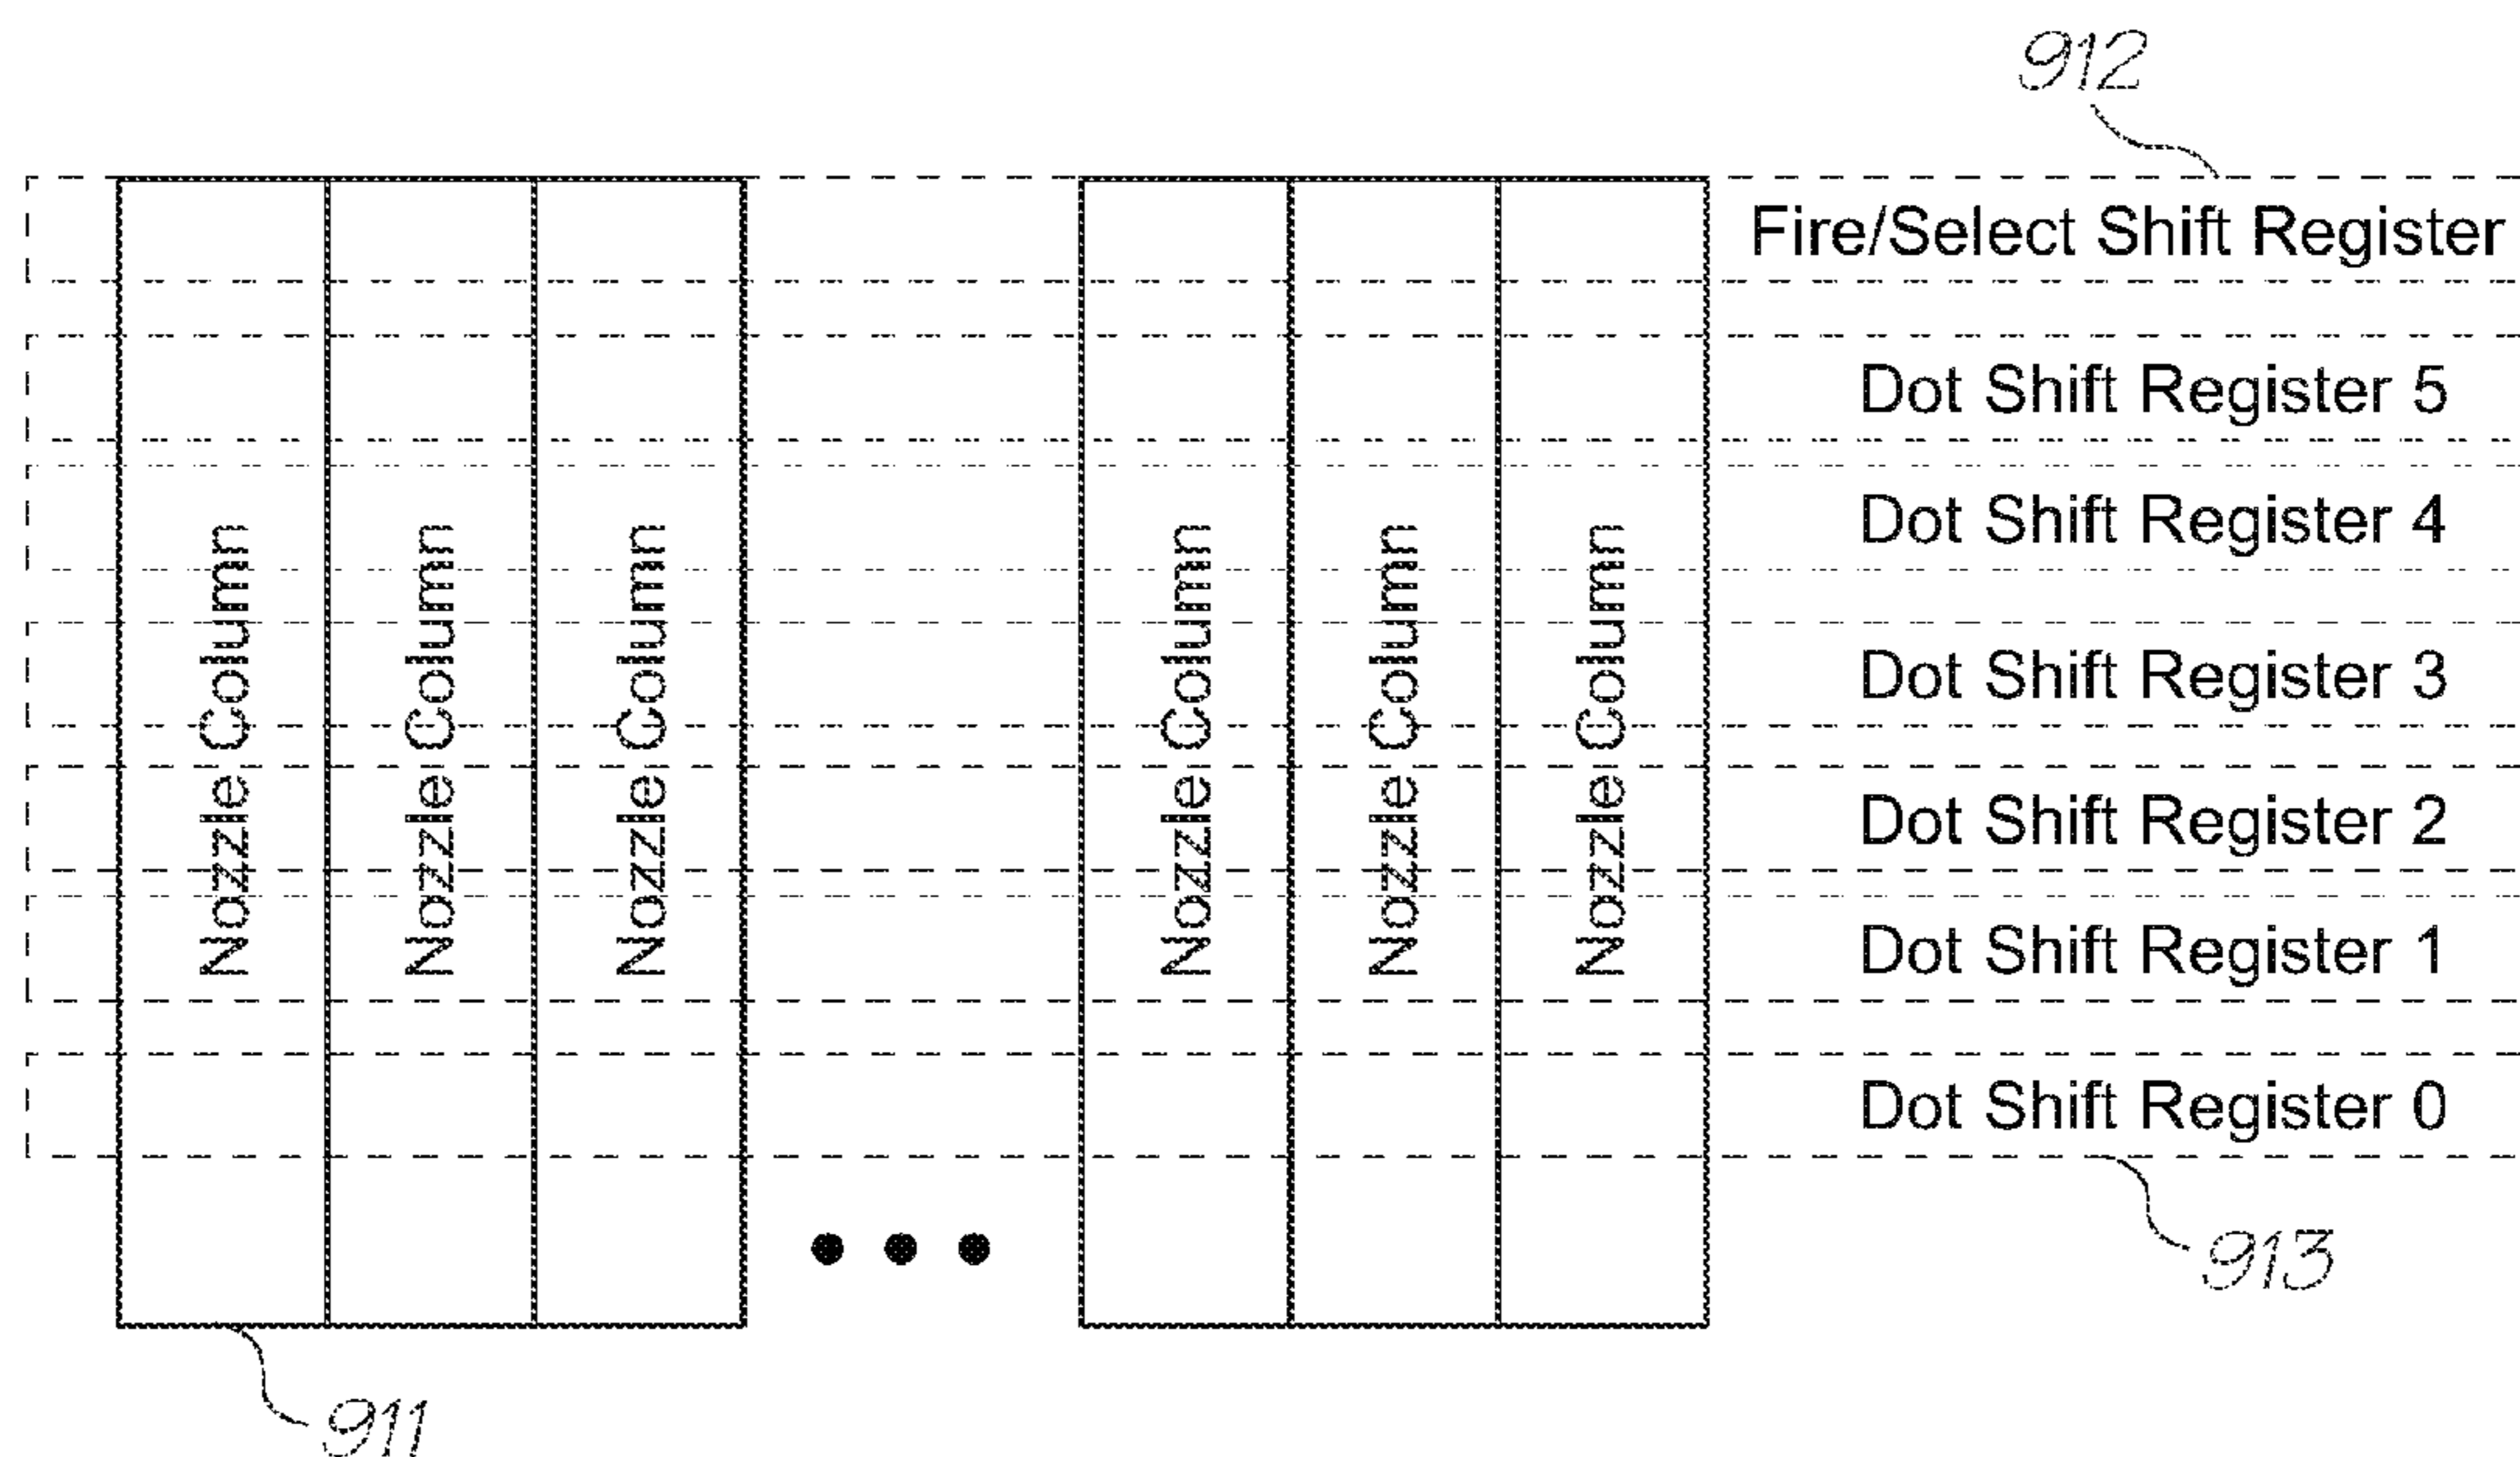 912
Fire/Select Shift Register
Dot Shift Register 5
Dot Shift Register 4
Dot Shift Register 3
Dot Shift Register 2
Dot Shift Register 1
Dot Shift Register 0
Nozzle Column
Nozzle Column
Nozzle Column
Nozzle Column
Nozzle Column
Nozzle Column
913
911